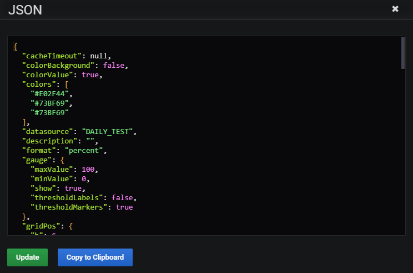 JSON
{
"cacheTimeout": null,
"colorBackground": false,
"colorValue": true,
"colors": [
"#F02F44",
"#73BF69",
"#73BF69"
],
"datasource": "DAILY_TEST",
"description": "",
"format": "percent",
"gauge": {
"maxValue": 100,
"minValue": 0,
"show": true,
"thresholdLabels": false,
"thresholdMarkers": true
},
"gridPos": {
Update
Copy to Clipboard